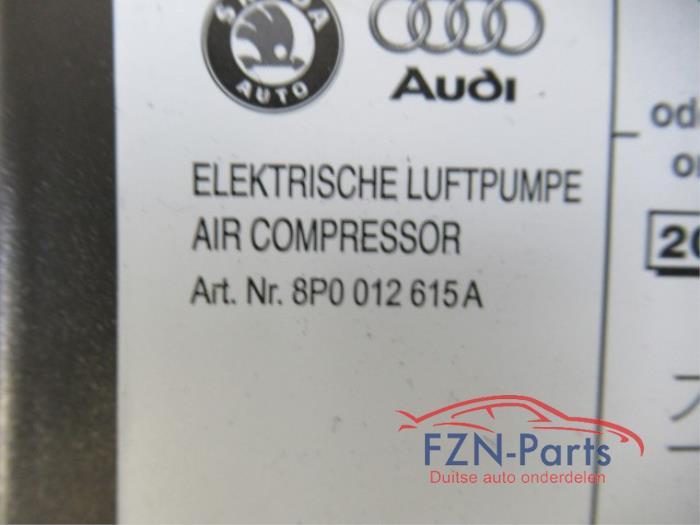 AUTO
Audi
ELEKTRISCHE LUFTPUMPE
AIR COMPRESSOR
Art. Nr. 8P0 012 615 A
FZN-Parts
Duitse auto onderdelen